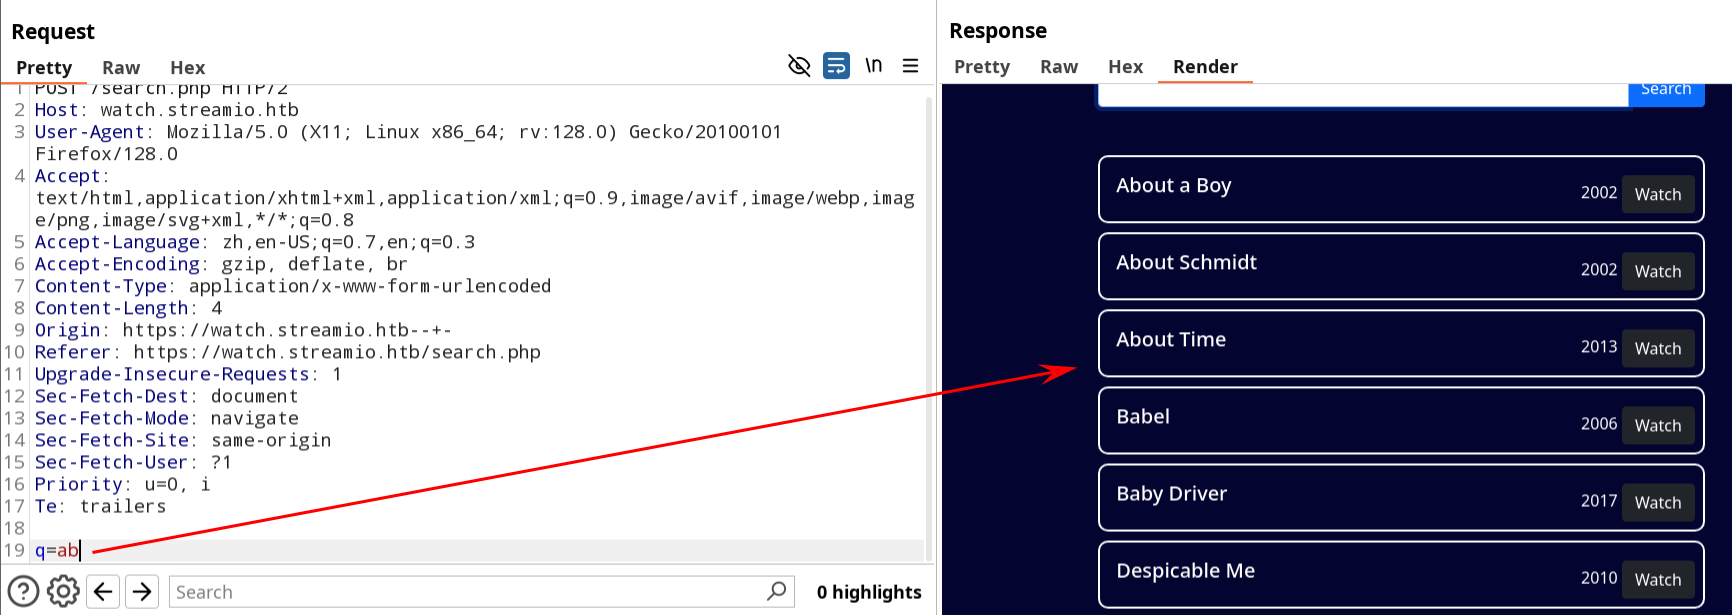 Request
Pretty Raw Hex
\n
1 POST /search.php HTTP/2
2 Host: watch.streamio.htb
3 User-Agent: Mozilla/5.0 (X11; Linux x86_64; rv:128.0) Gecko/20100101
Firefox/128.0
4 Accept:
text/html,application/xhtml+xml,application/xml;q=0.9,image/avif,image/webp,imag
e/png,image/svg+xml,*/*;q=0.8
5 Accept-Language: zh,en-US;q=0.7,en;q=0.3
6 Accept-Encoding: gzip, deflate, br
7 Content-Type: application/x-www-form-urlencoded
8 Content-Length: 4
9 Origin: https://watch.streamio.htb--+-
10 Referer: https://watch.streamio.htb/search.php
11 Upgrade-Insecure-Requests: 1
12 Sec-Fetch-Dest: document
13 Sec-Fetch-Mode: navigate
14 Sec-Fetch-Site: same-origin
15 Sec-Fetch-User: ?1
16 Priority: u=0, i
17 Te: trailers
18
19 q=ab
Search
0 highlights
Response
Pretty Raw Hex Render
Search
About a Boy 2002 Watch
About Schmidt 2002 Watch
About Time 2013 Watch
Babel 2006 Watch
Baby Driver 2017 Watch
Despicable Me 2010 Watch